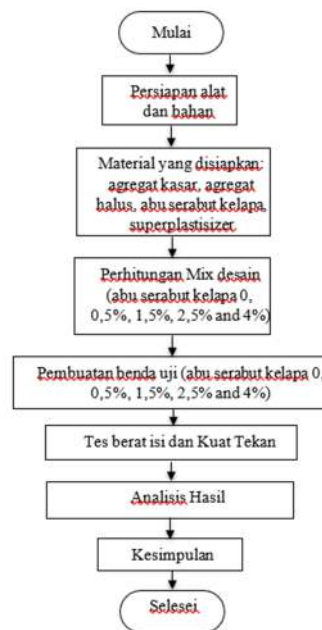 Mulai
Persiapan alat
dan bahan
Material yang disiapkan:
agregat kasar, agregat
halus, abu serabut kelapa,
superplastisizer
Perhitungan Mix desain
(abu serabut kelapa 0,
0,5%, 1,5%, 2,5% and 4%)
Pembuatan benda uji (abu serabut kelapa 0,
0,5%, 1,5%, 2,5% and 4%)
Tes berat isi dan Kuat Tekan
Analisis Hasil
Kesimpulan
Selesei